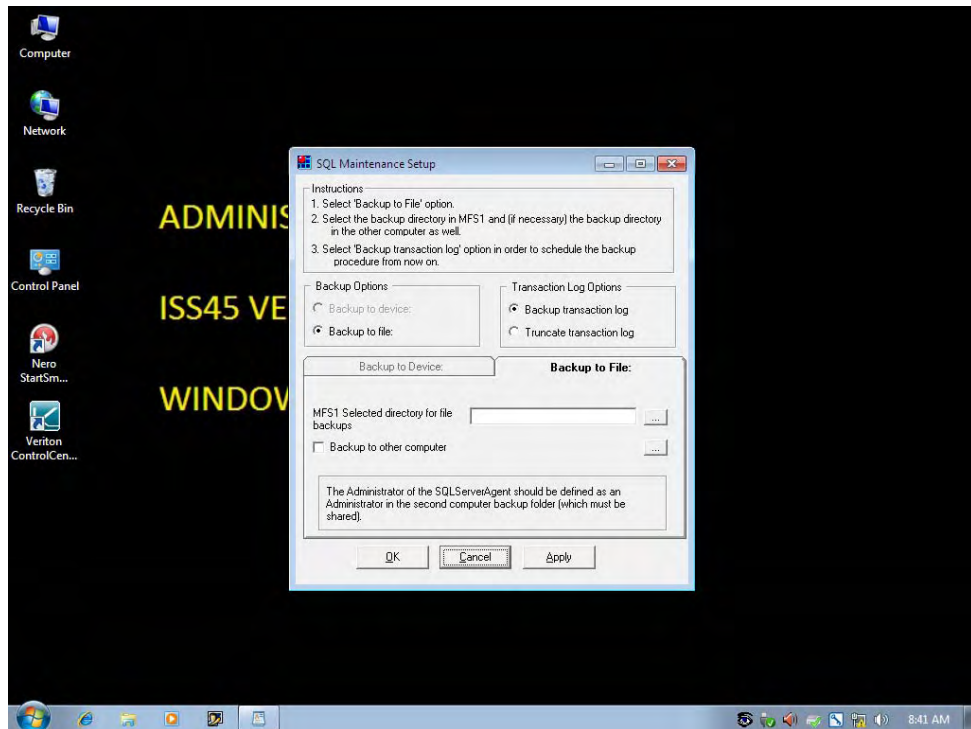 Computer
Network
Recycle Bin
Control Panel
Nero
StartSm...
Veriton
ControlCen...
ADMINIS
ISS45 VE
WINDOV
SQL Maintenance Setup
Instructions
1. Select 'Backup to File' option.
2. Select the backup directory in MFS1 and (if necessary) the backup directory
in the other computer as well.
3. Select 'Backup transaction log' option in order to schedule the backup
procedure from now on.
Backup Options
Backup to device:
Backup to file:
Transaction Log Options
Backup transaction log
Truncate transaction log
Backup to Device:
Backup to File:
MFS1 Selected directory for file
backups
...
Backup to other computer
...
The Administrator of the SQLServerAgent should be defined as an
Administrator in the second computer backup folder (which must be
shared).
OK
Cancel
Apply
8:41 AM